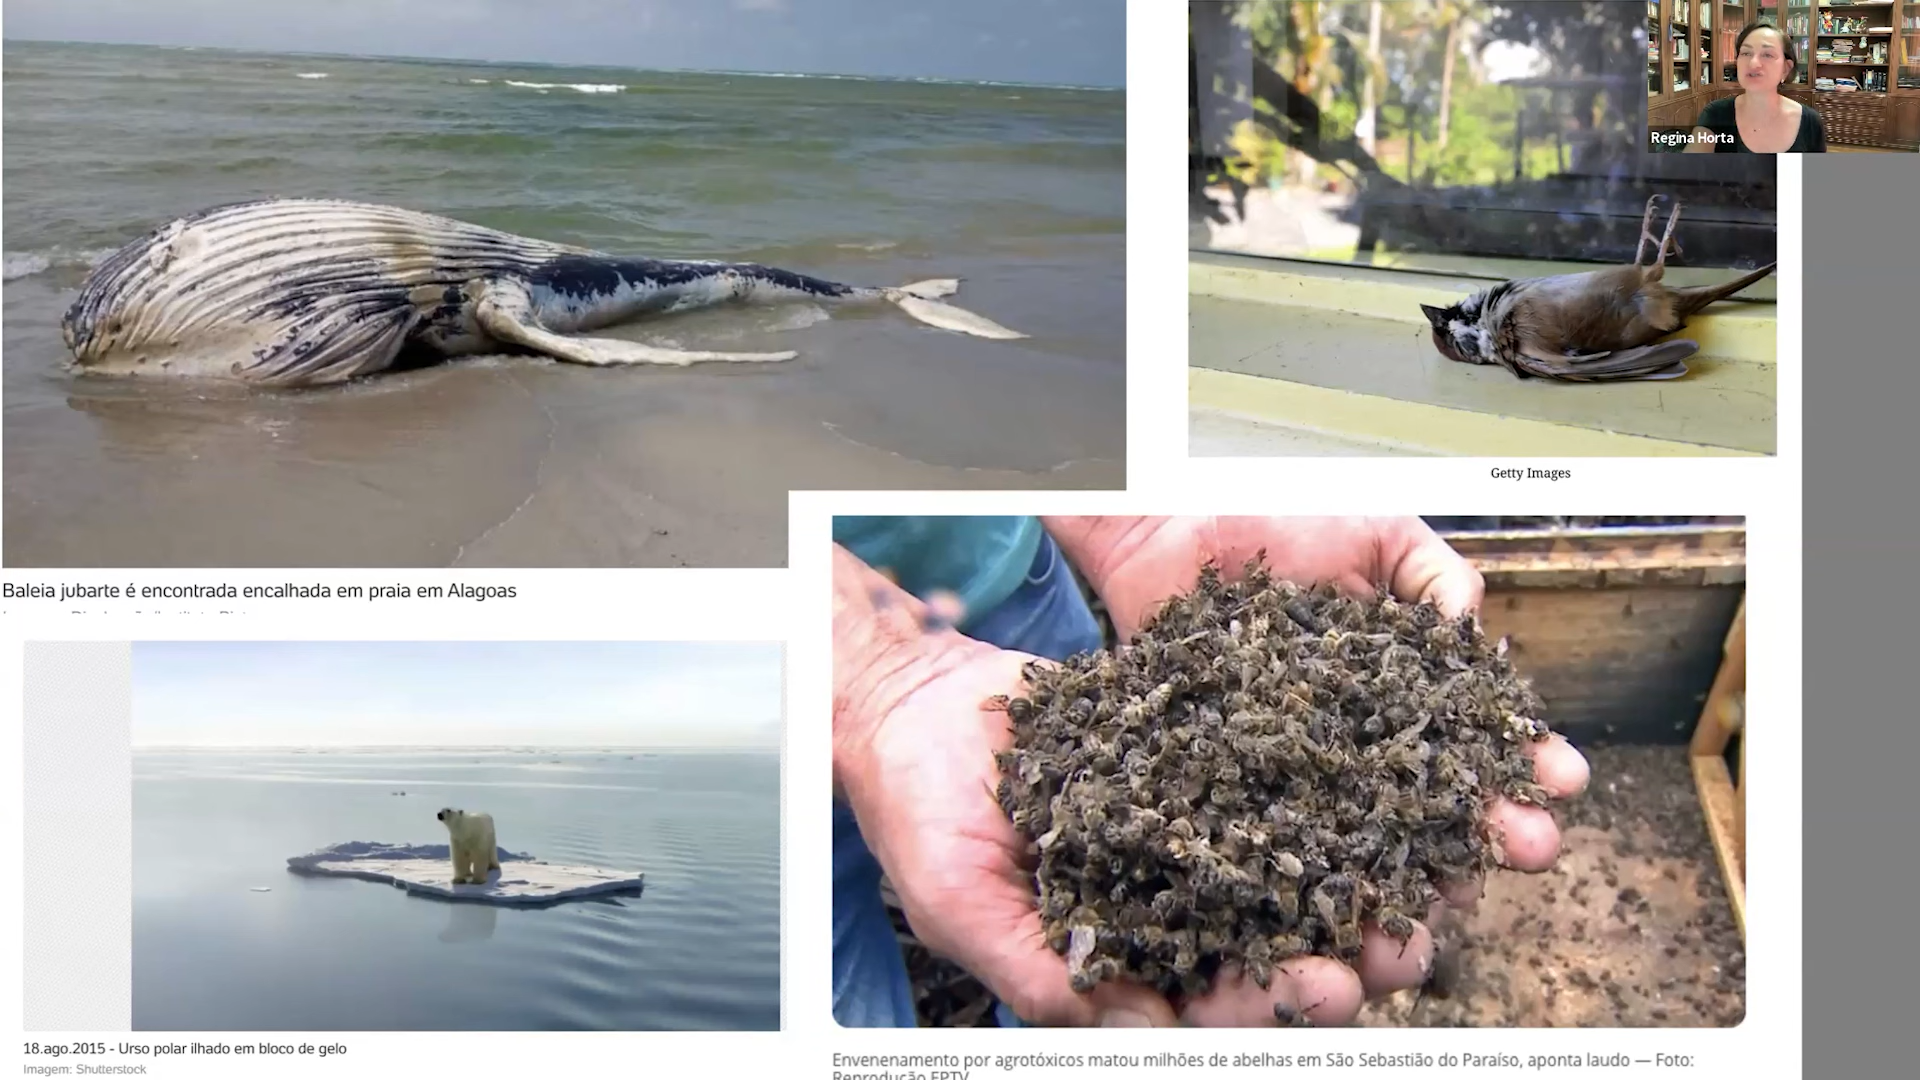 Regina Horta
Getty Images
Baleia jubarte é encontrada encalhada em praia em Alagoas
18.ago.2015 - Urso polar ilhado em bloco de gelo
Imagem: Shutterstock
Envenenamento por agrotóxicos matou milhões de abelhas em São Sebastião do Paraíso, aponta laudo — Foto:
Reprodução EPTV